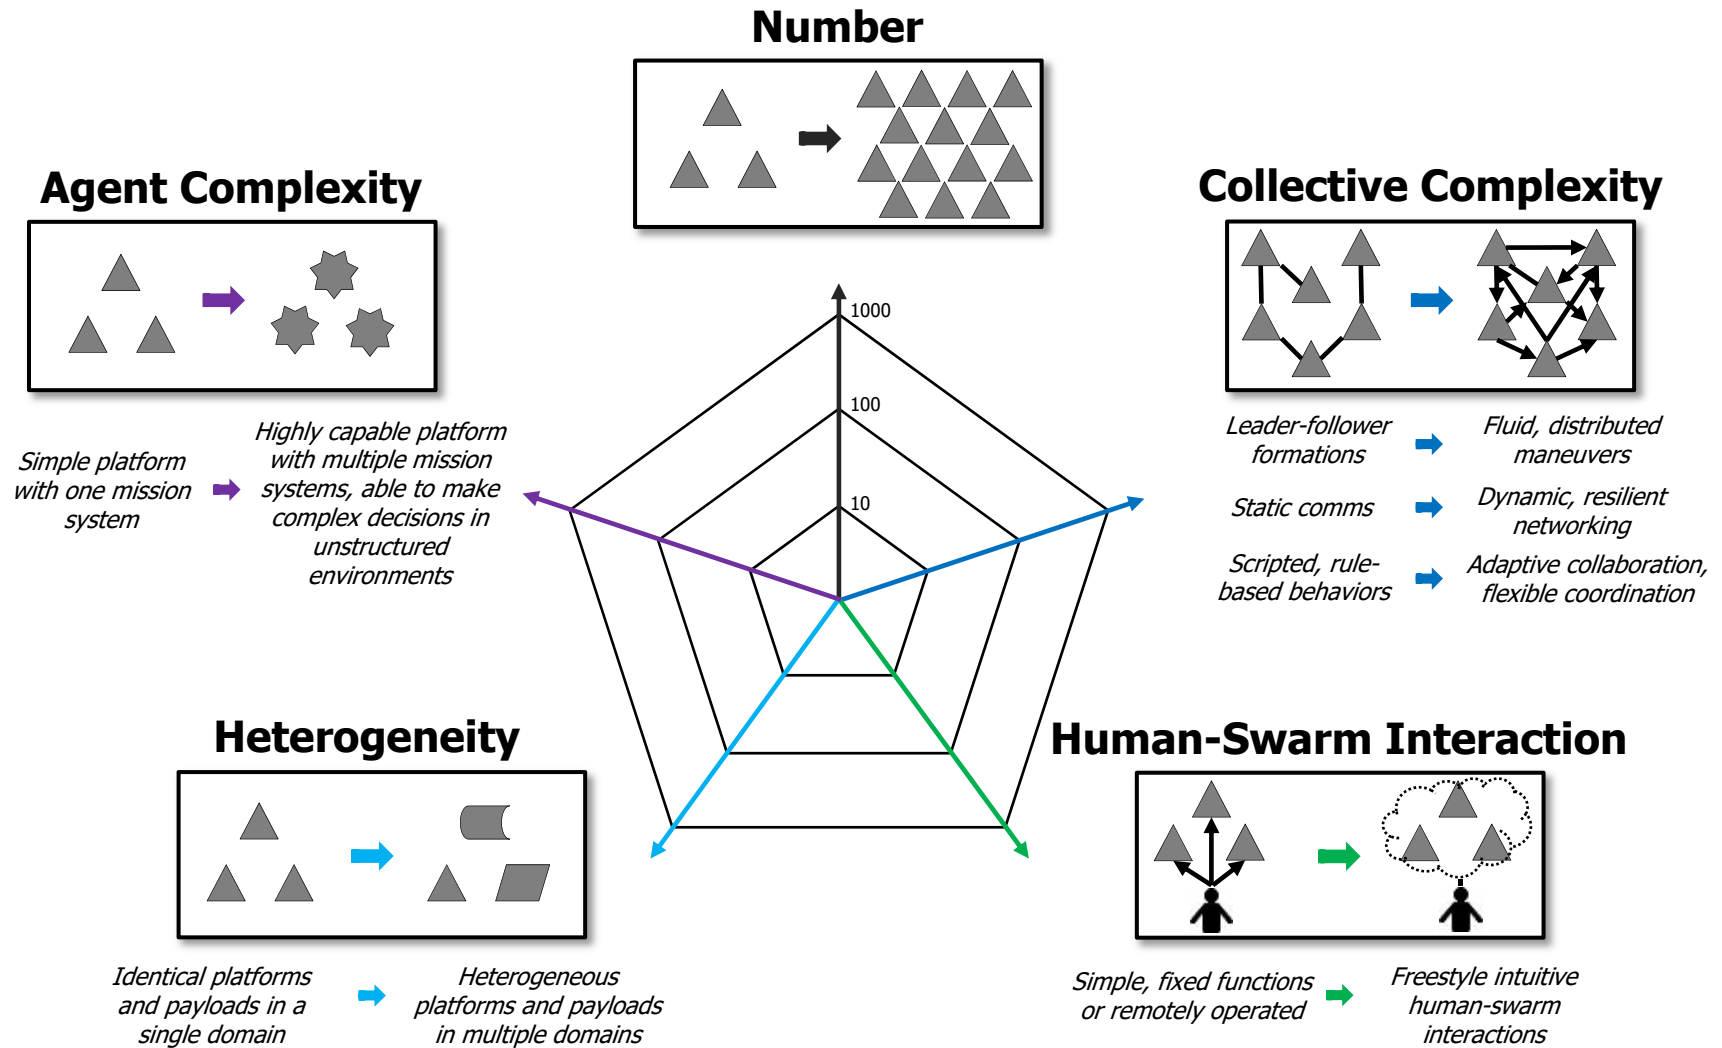 Number
Agent Complexity
Simple platform
with one mission
system
Highly capable platform
with multiple mission
systems, able to make
complex decisions in
unstructured
environments
1000
100
10
Collective Complexity
Leader-follower
formations
Fluid, distributed
maneuvers
Static comms
Dynamic, resilient
networking
Scripted, rule-
based behaviors
Adaptive collaboration,
flexible coordination
Heterogeneity
Identical platforms
and payloads in a
single domain
Heterogeneous
platforms and payloads
in multiple domains
Human-Swarm Interaction
Simple, fixed functions
or remotely operated
Freestyle intuitive
human-swarm
interactions